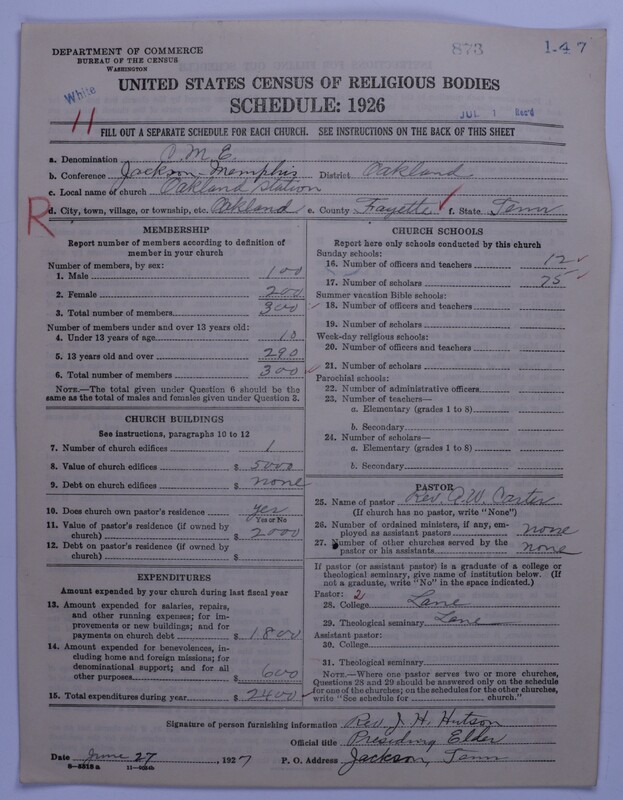 DEPARTMENT OF COMMERCE
BUREAU OF THE CENSUS
WASHINGTON
873
1-47
White
UNITED STATES CENSUS OF RELIGIOUS BODIES
SCHEDULE: 1926
JUL 1 Rec'd
11
FILL OUT A SEPARATE SCHEDULE FOR EACH CHURCH. SEE INSTRUCTIONS ON THE BACK OF THIS SHEET
a. Denomination C.M.E.
b. Conference Jackson-Memphis District Oakland
c. Local name of church Oakland Station
R
d. City, town, village, or township, etc. Oakland e. County Fayette f. State Tenn
MEMBERSHIP
Report number of members according to definition of
member in your church
Number of members, by sex:
1. Male 100
2. Female 200
3. Total number of members 300
Number of members under and over 13 years old:
4. Under 13 years of age 10
5. 13 years old and over 290
6. Total number of members 300
NOTE.—The total given under Question 6 should be the
same as the total of males and females given under Question 3.
CHURCH BUILDINGS
See instructions, paragraphs 10 to 12
7. Number of church edifices 1
8. Value of church edifices $ 5000
9. Debt on church edifices $ none
10. Does church own pastor's residence yes
Yes or No
11. Value of pastor's residence (if owned by
church) $ 2000
12. Debt on pastor's residence (if owned by
church) $
EXPENDITURES
Amount expended by your church during last fiscal year
13. Amount expended for salaries, repairs,
and other running expenses; for im-
provements or new buildings; and for
payments on church debt $ 1800
14. Amount expended for benevolences, in-
cluding home and foreign missions; for
denominational support; and for all
other purposes $ 600
15. Total expenditures during year $ 2400
CHURCH SCHOOLS
Report here only schools conducted by this church
Sunday schools:
16. Number of officers and teachers 12
17. Number of scholars 75
Summer vacation Bible schools:
18. Number of officers and teachers
19. Number of scholars
Week-day religious schools:
20. Number of officers and teachers
21. Number of scholars
Parochial schools:
22. Number of administrative officers
23. Number of teachers—
a. Elementary (grades 1 to 8)
b. Secondary
24. Number of scholars—
a. Elementary (grades 1 to 8)
b. Secondary
PASTOR
25. Name of pastor Rev. A.W. Carter
(If church has no pastor, write "None")
26. Number of ordained ministers, if any, em-
ployed as assistant pastors none
27. Number of other churches served by the
pastor or his assistants none
If pastor (or assistant pastor) is a graduate of a college or
theological seminary, give name of institution below. (If
not a graduate, write "No" in the space indicated.)
Pastor: 2
28. College Lane
29. Theological seminary Lane
Assistant pastor:
30. College
31. Theological seminary
NOTE.—Where one pastor serves two or more churches,
Questions 28 and 29 should be answered only on the schedule
for one of the churches; on the schedules for the other churches,
write "See schedule for church."
Signature of person furnishing information Rev. J. H. Hutson
Official title Presiding Elder
Date June 27, 1927 P. O. Address Jackson, Tenn